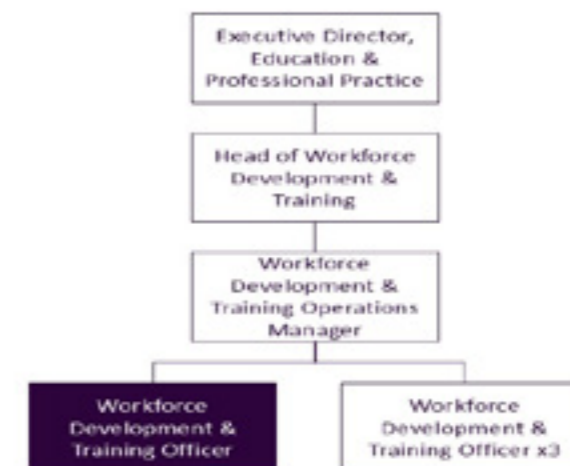 Executive Director,
Education &
Professional Practice
Head of Workforce
Development &
Training
Workforce
Development &
Training Operations
Manager
Workforce
Development &
Training Officer
Workforce
Development &
Training Officer x3